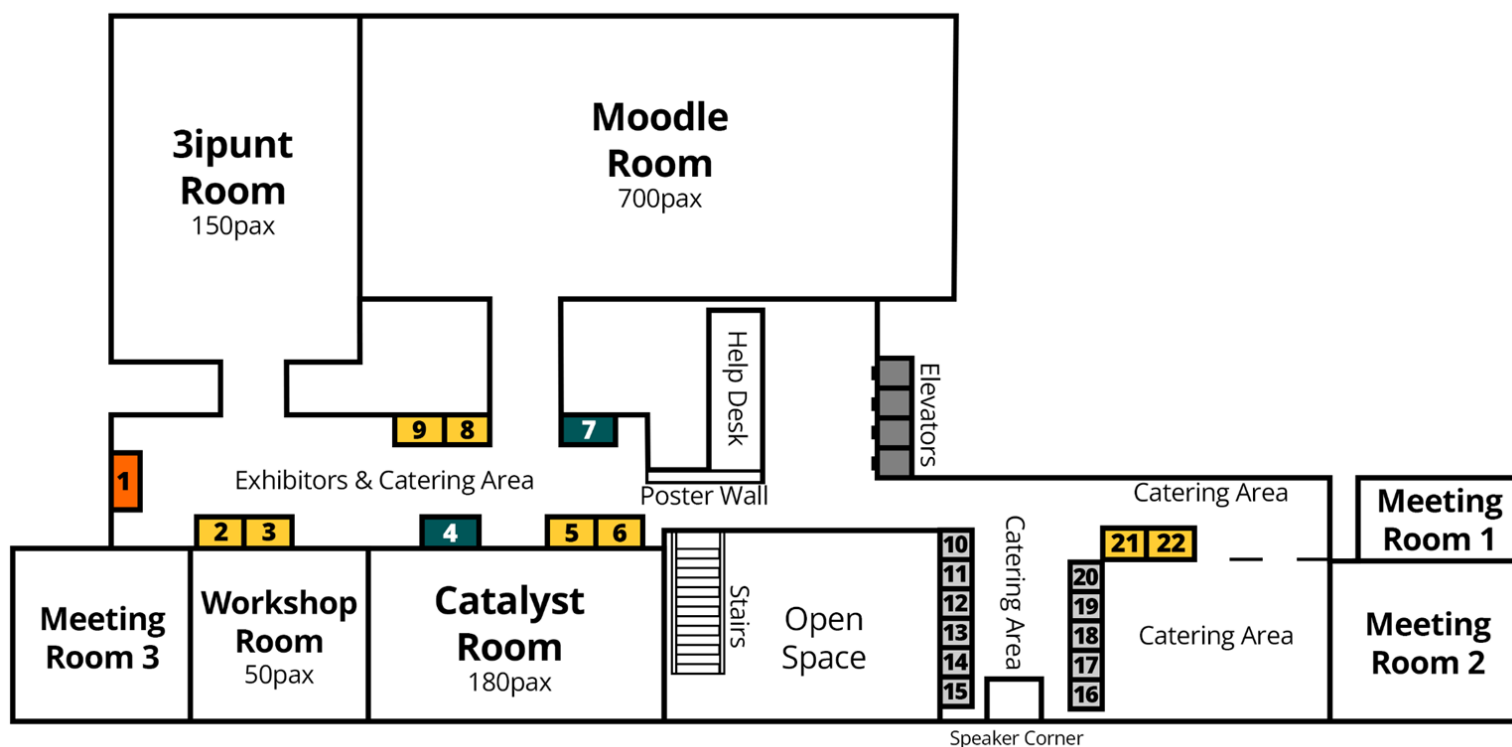 3ipunt
Room
150pax
Moodle
Room
700pax
Help Desk
Elevators
9
8
7
1
Exhibitors & Catering Area
Poster Wall
2
3
4
5
6
Meeting
Room 3
Workshop
Room
50pax
Catalyst
Room
180pax
Stairs
Open
Space
10
11
12
13
14
15
Catering Area
Speaker Corner
20
19
18
17
16
21
22
Catering Area
Catering Area
Meeting
Room 1
Meeting
Room 2